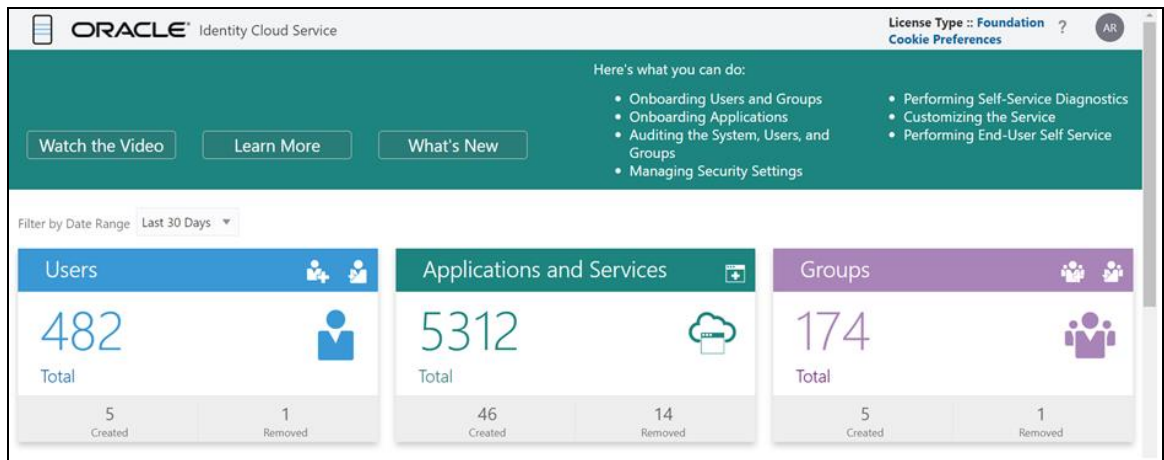 ORACLE® Identity Cloud Service
License Type :: Foundation
Cookie Preferences
?
AR
Here's what you can do:
• Onboarding Users and Groups
• Onboarding Applications
• Auditing the System, Users, and
Groups
• Managing Security Settings
• Performing Self-Service Diagnostics
• Customizing the Service
• Performing End-User Self Service
Watch the Video
Learn More
What's New
Filter by Date Range Last 30 Days
Users
482
Total
5
Created
1
Removed
Applications and Services
5312
Total
46
Created
14
Removed
Groups
174
Total
5
Created
1
Removed